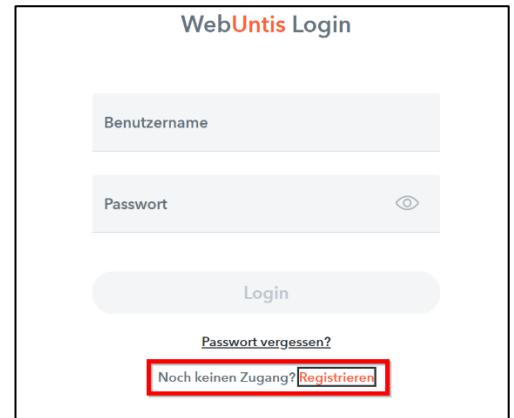 WebUntis Login
Benutzername
Passwort
Login
Passwort vergessen?
Noch keinen Zugang? Registrieren